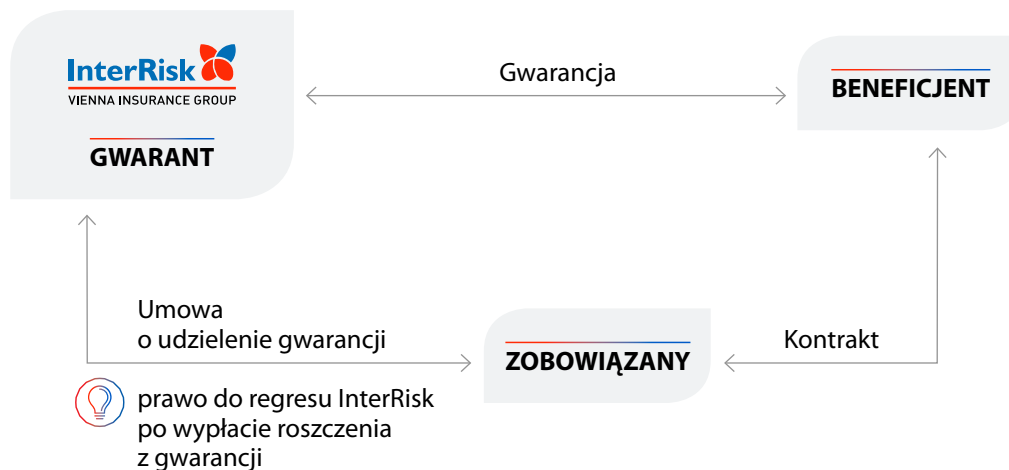 InterRisk
VIENNA INSURANCE GROUP
GWARANT
Gwarancja
BENEFICJENT
Umowa
o udzielenie gwarancji
ZOBOWIĄZANY
Kontrakt
prawo do regresu InterRisk
po wypłacie roszczenia
z gwarancji